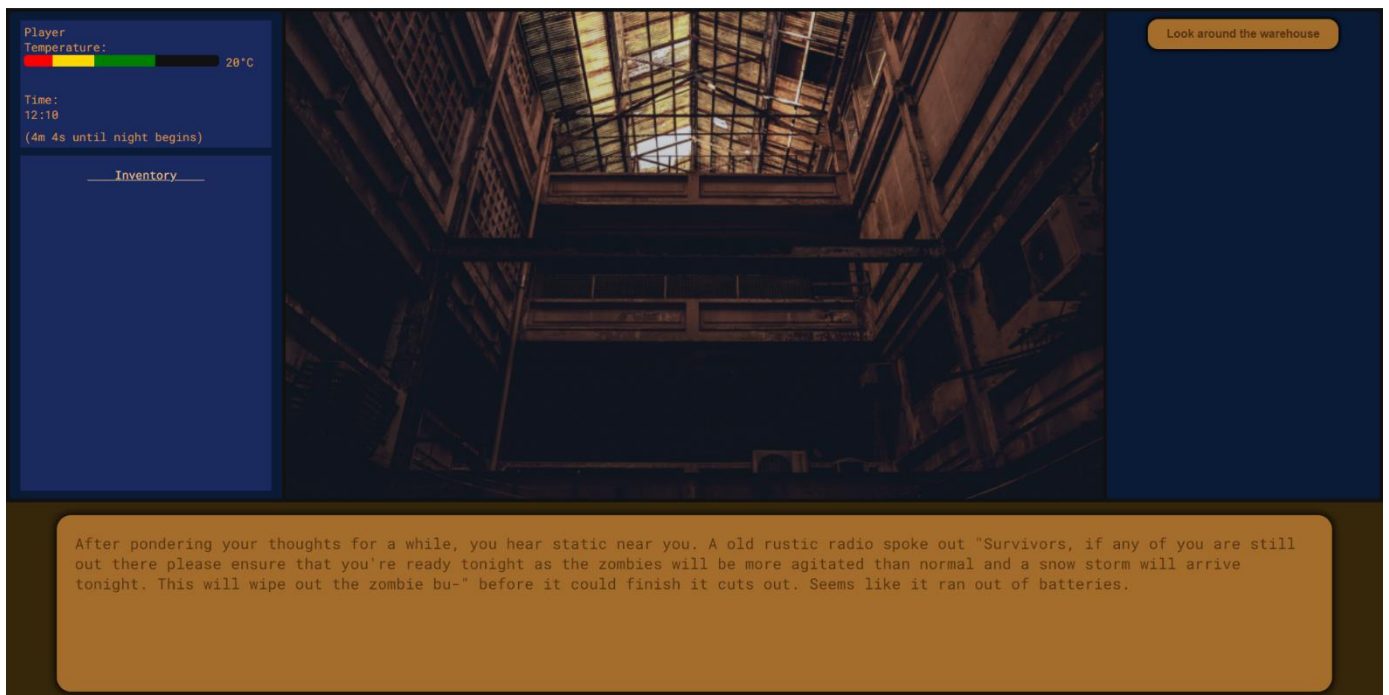 Player
Temperature:
20°C
Time:
12:10
(4m 4s until night begins)
Inventory
Look around the warehouse
After pondering your thoughts for a while, you hear static near you. A old rustic radio spoke out "Survivors, if any of you are still
out there please ensure that you're ready tonight as the zombies will be more agitated than normal and a snow storm will arrive
tonight. This will wipe out the zombie bu-" before it could finish it cuts out. Seems like it ran out of batteries.